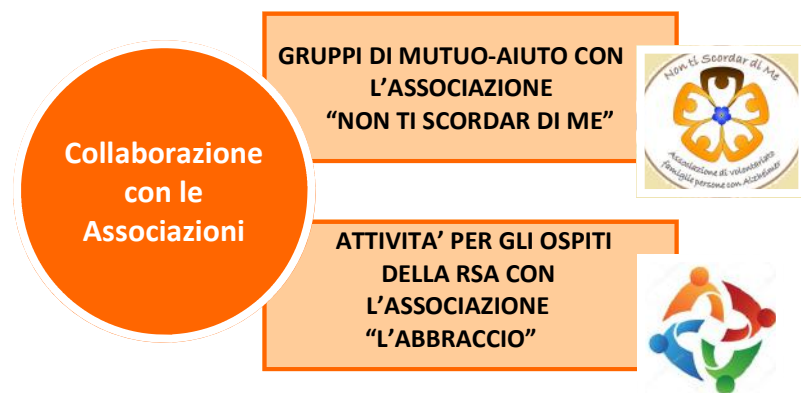 Collaborazione
con le
Associazioni
GRUPPI DI MUTUO-AIUTO CON
L’ASSOCIAZIONE
“NON TI SCORDAR DI ME”
Non ti Scordar di Me
Associazione di volontariato
famiglie persone con Alzheimer
ATTIVITA’ PER GLI OSPITI
DELLA RSA CON
L’ASSOCIAZIONE
“L’ABBRACCIO”